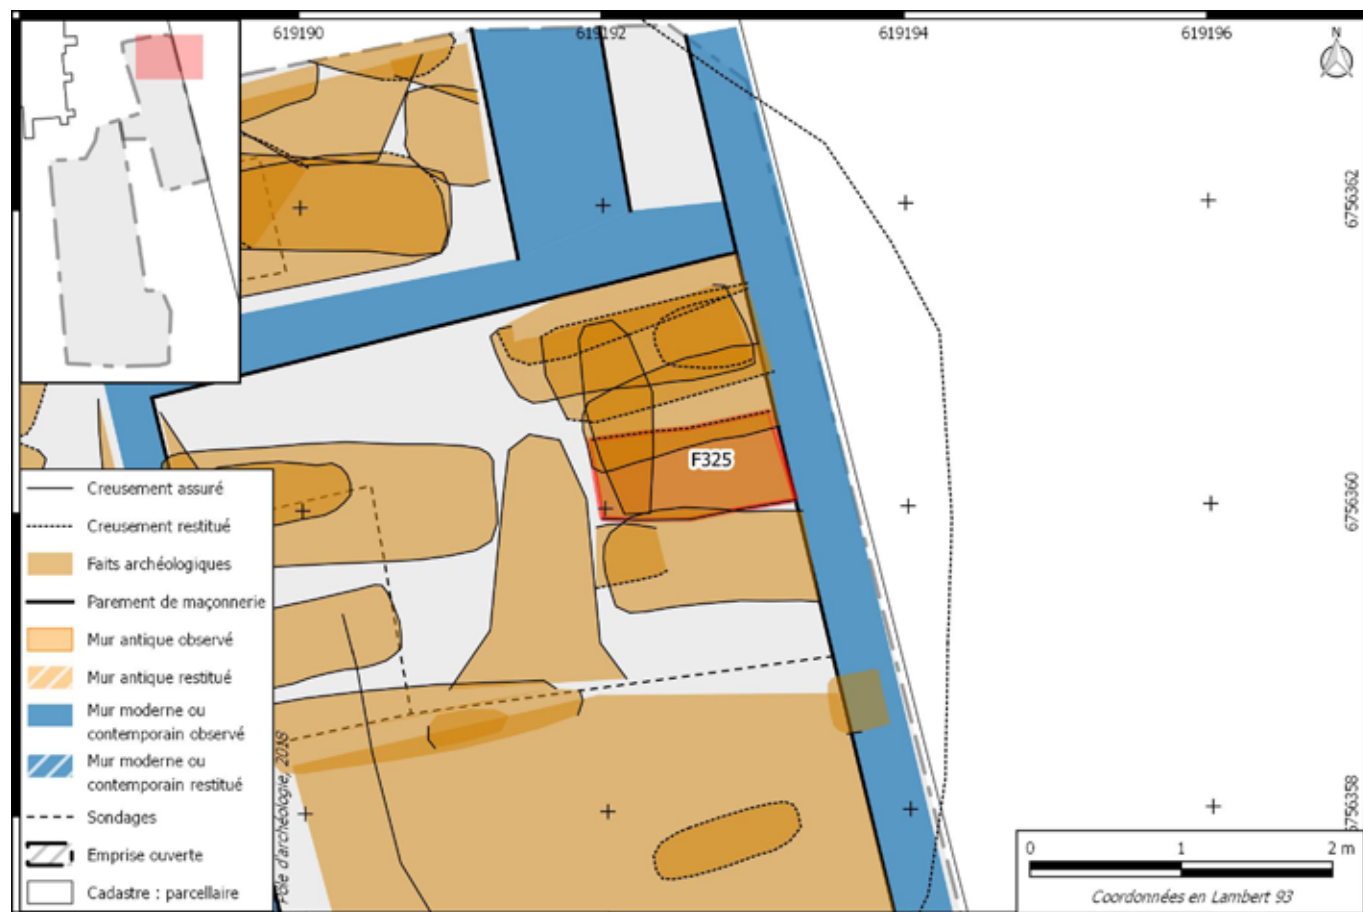 619190
619192
619194
619196
N
6756362
6756360
6756358
F325
Creusement assuré
Creusement restitué
Faits archéologiques
Parement de maçonnerie
Mur antique observé
Mur antique restitué
Mur moderne ou
contemporain observé
Mur moderne ou
contemporain restitué
Sondages
Emprise ouverte
Cadastre : parcellaire
Pôle d'archéologie, 2018
0 1 2 m
Coordonnées en Lambert 93